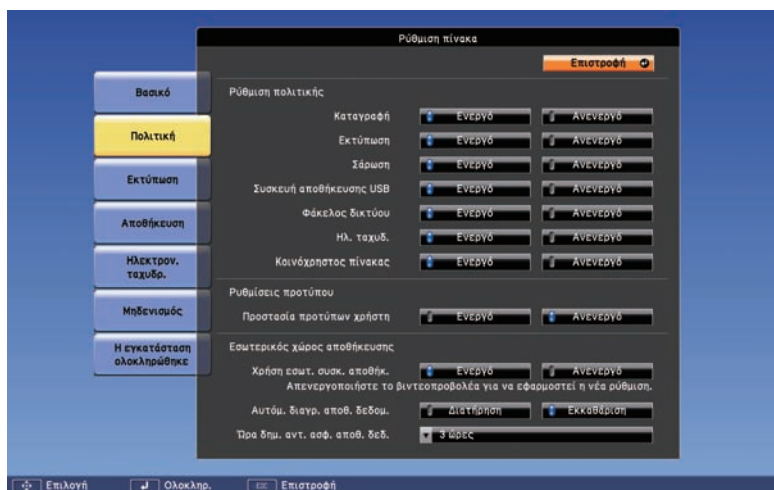 Ρύθμιση πίνακα
Επιστροφή
Βασικό
Πολιτική
Εκτύπωση
Αποθήκευση
Ηλεκτρον.
ταχυδρ.
Μηδενισμός
Η εγκατάσταση
ολοκληρώθηκε
Ρύθμιση πολιτικής
Καταγραφή Ενεργό Ανενεργό
Εκτύπωση Ενεργό Ανενεργό
Σάρωση Ενεργό Ανενεργό
Συσκευή αποθήκευσης USB Ενεργό Ανενεργό
Φάκελος δικτύου Ενεργό Ανενεργό
Ηλ. ταχυδ. Ενεργό Ανενεργό
Κοινόχρηστος πίνακας Ενεργό Ανενεργό
Ρυθμίσεις προτύπου
Προστασία προτύπων χρήστη Ενεργό Ανενεργό
Εσωτερικός χώρος αποθήκευσης
Χρήση εσωτ. συσκ. αποθήκ. Ενεργό Ανενεργό
Απενεργοποιήστε το βιντεοπροβολέα για να εφαρμοστεί η νέα ρύθμιση.
Αυτόμ. διαγρ. αποθ. δεδομ. Διατήρηση Εκκαθάριση
Ώρα δημ. αντ. ασφ. αποθ. δεδ. 3 ώρες
Επιλογή Ολοκληρ. ESC Επιστροφή